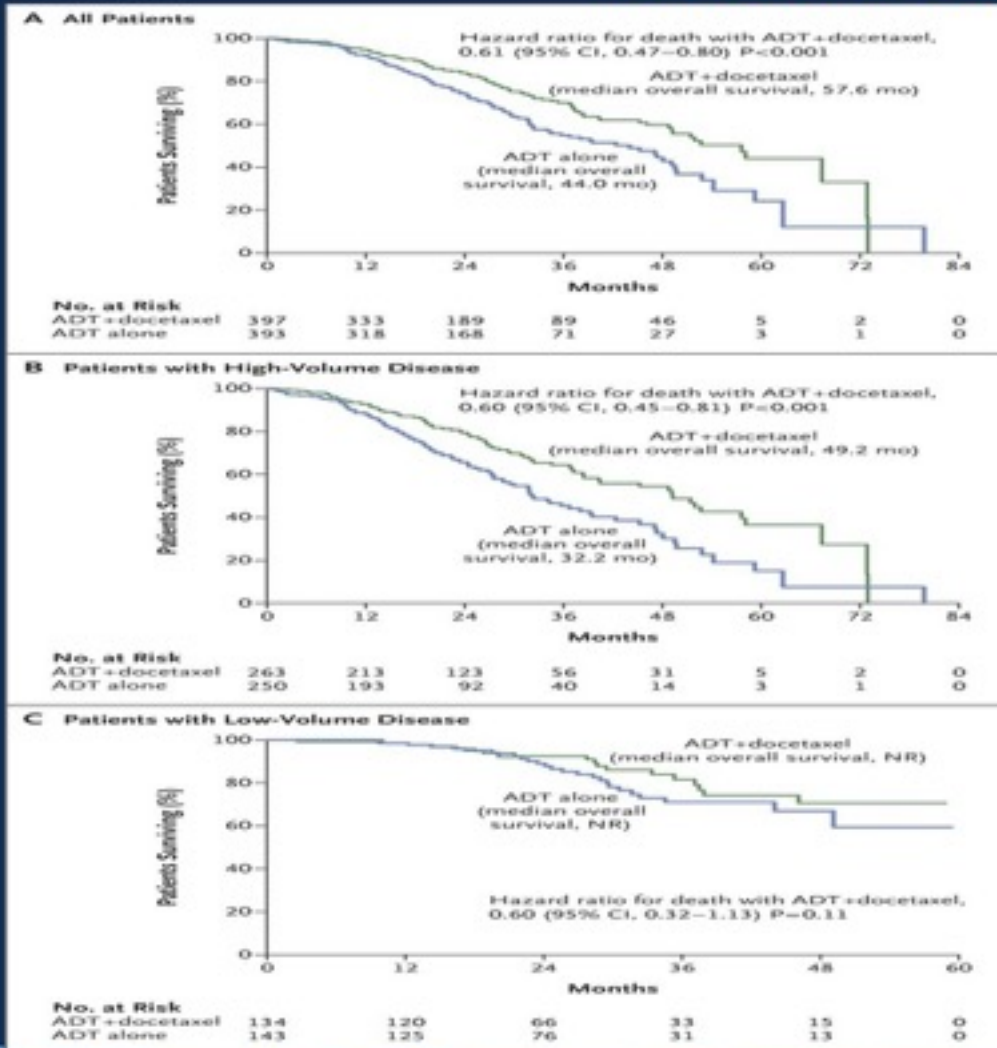 A All Patients
Hazard ratio for death with ADT+docetaxel,
0.61 (95% CI, 0.47–0.80) P<0.001
ADT+docetaxel
(median overall survival, 57.6 mo)
ADT alone
(median overall
survival, 44.0 mo)
Patients Surviving (%)
100
80
60
40
20
0
0 12 24 36 48 60 72 84
Months
No. at Risk
ADT+docetaxel 397 333 189 89 46 5 2 0
ADT alone 393 318 168 71 27 3 1 0
B Patients with High-Volume Disease
Hazard ratio for death with ADT+docetaxel,
0.60 (95% CI, 0.45–0.81) P<0.001
ADT+docetaxel
(median overall survival, 49.2 mo)
ADT alone
(median overall
survival, 32.2 mo)
Patients Surviving (%)
100
80
60
40
20
0
0 12 24 36 48 60 72 84
Months
No. at Risk
ADT+docetaxel 263 213 123 56 31 5 2 0
ADT alone 250 193 92 40 14 3 1 0
C Patients with Low-Volume Disease
ADT+docetaxel
(median overall survival, NR)
ADT alone
(median overall
survival, NR)
Hazard ratio for death with ADT+docetaxel,
0.60 (95% CI, 0.32–1.13) P=0.11
Patients Surviving (%)
100
80
60
40
20
0
0 12 24 36 48 60
Months
No. at Risk
ADT+docetaxel 134 120 66 33 15 0
ADT alone 143 125 76 31 13 0